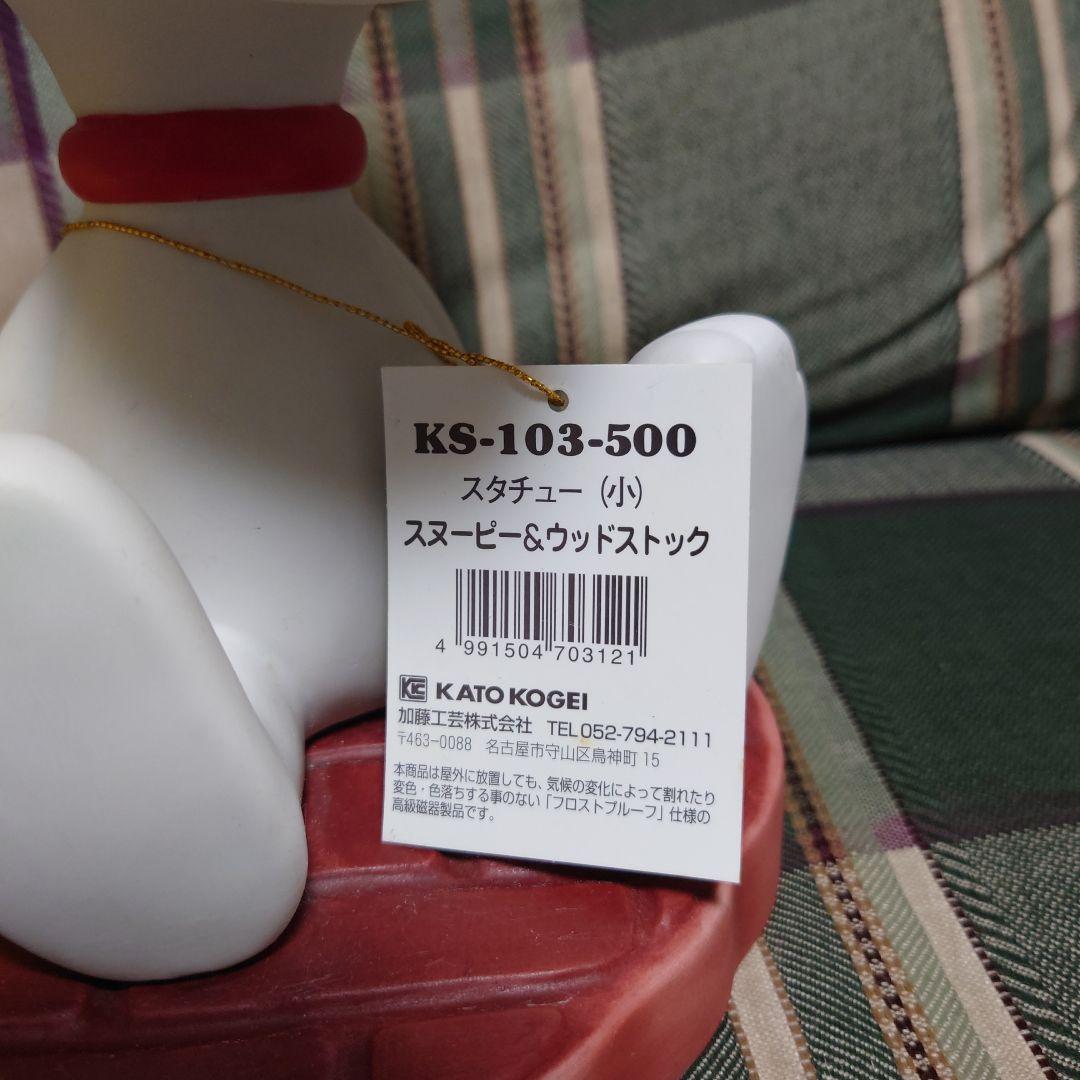 KS-103-500
スタチュー（小）
スヌーピー&ウッドストック
4 991504 703121
KATO KOGEI
加藤工芸株式会社 TEL052-794-2111
〒463-0088 名古屋市守山区鳥神町15
本商品は屋外に放置しても、気候の変化によって割れたり
変色・色落ちする事のない「フロストプルーフ」仕様の
高級磁器製品です。